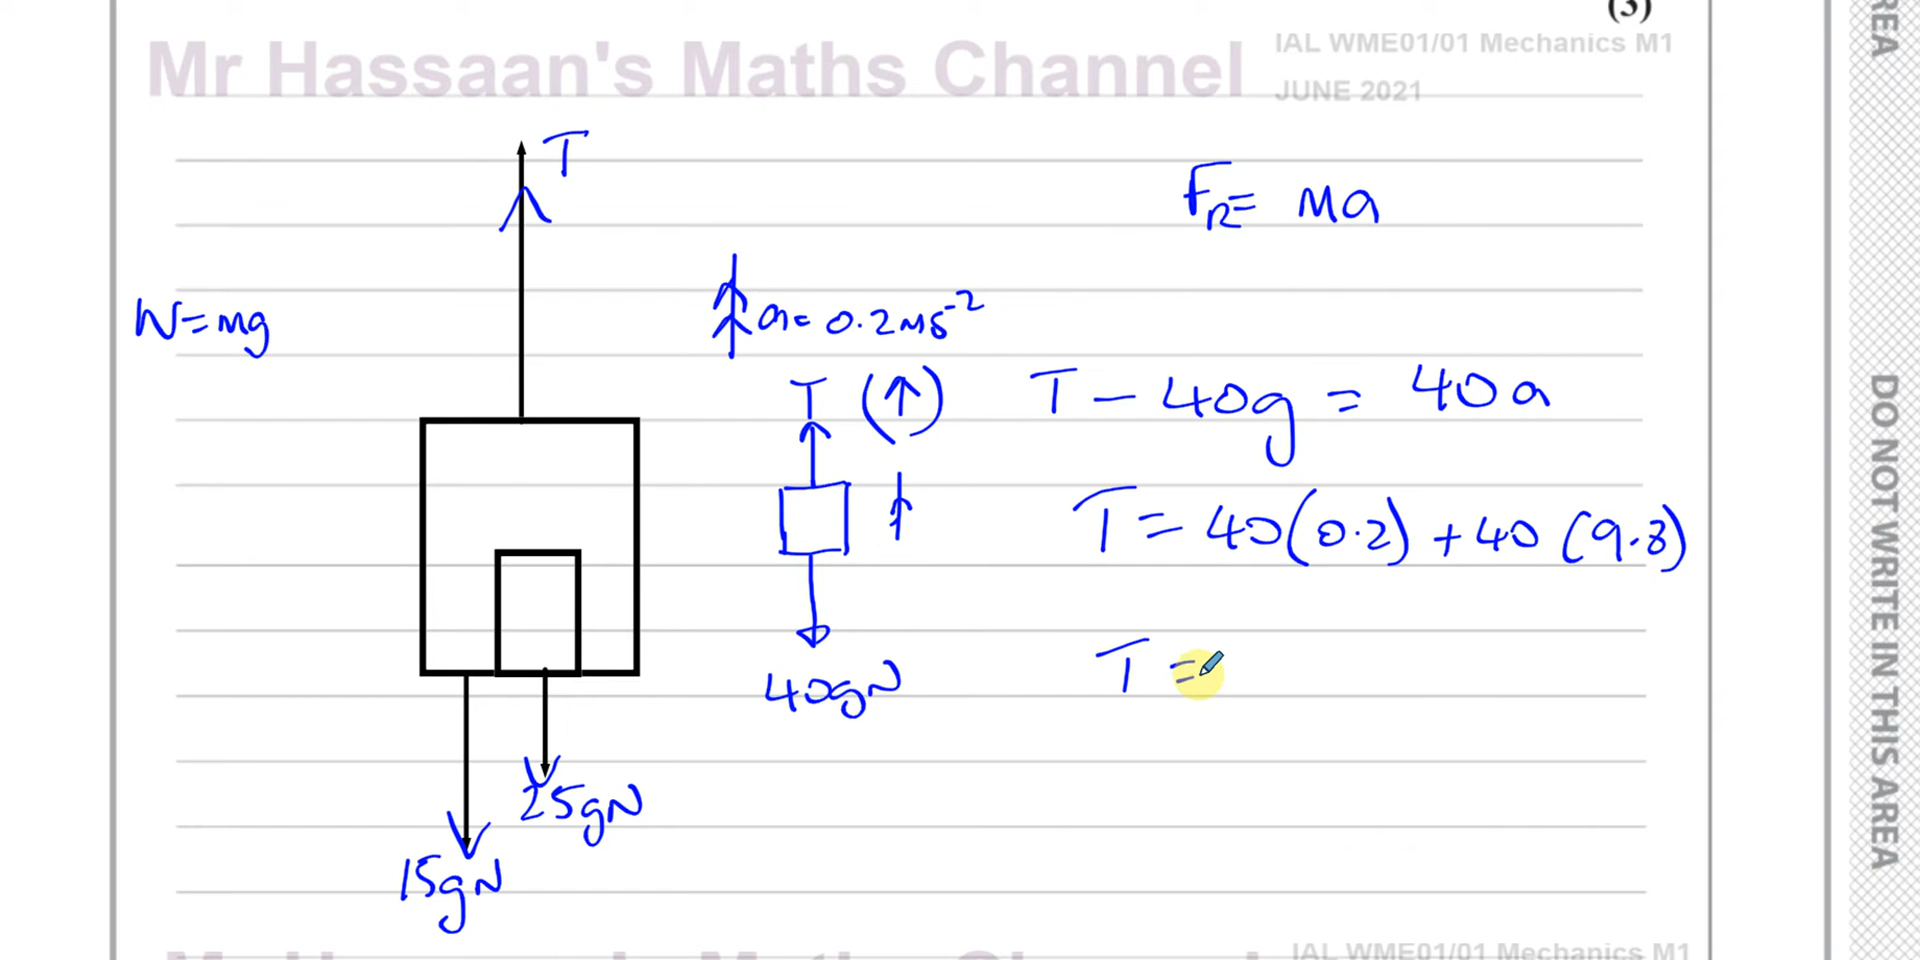 (3)
Mr Hassaan's Maths Channel
IAL WME01/01 Mechanics M1
JUNE 2021
T
F_R = ma
W = mg
a = 0.2 ms^-2
T (↑) T - 40g = 40a
T = 40(0.2) + 40(9.8)
T =
40gN
25gN
15gN
IAL WME01/01 Mechanics M1
AREA
DO NOT WRITE IN THIS AREA